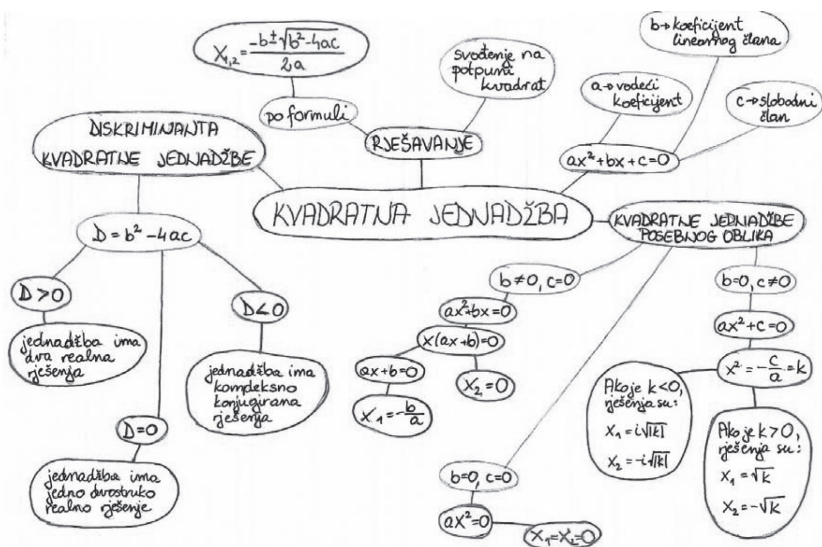 x₁,₂ = (-b±√(b²-4ac))/2a
po formuli
svođenje na
potpuni
kvadrat
RJEŠAVANJE
b→koeficijent
linearnog člana
a→vodeći
koeficijent
c→slobodni
član
ax²+bx+c=0
DISKRIMINANTA
KVADRATNE JEDNADŽBE
KVADRATNA JEDNADŽBA
KVADRATNE JEDNADŽBE
POSEBNOG OBLIKA
D=b²-4ac
D>0
jednadžba ima
dva realna
rješenja
D=0
jednadžba ima
jedno dvostruko
realno rješenje
D<0
jednadžba ima
kompleksno
konjugirana
rješenja
b≠0, c=0
ax²+bx=0
x(ax+b)=0
ax+b=0
x₁=-b/a
x₂=0
b=0, c=0
ax²=0
x₁=x₂=0
b=0, c≠0
ax²+c=0
x²=-c/a=k
Ako je k<0,
rješenja su:
x₁=i√|k|
x₂=-i√|k|
Ako je k>0,
rješenja su:
x₁=√k
x₂=-√k